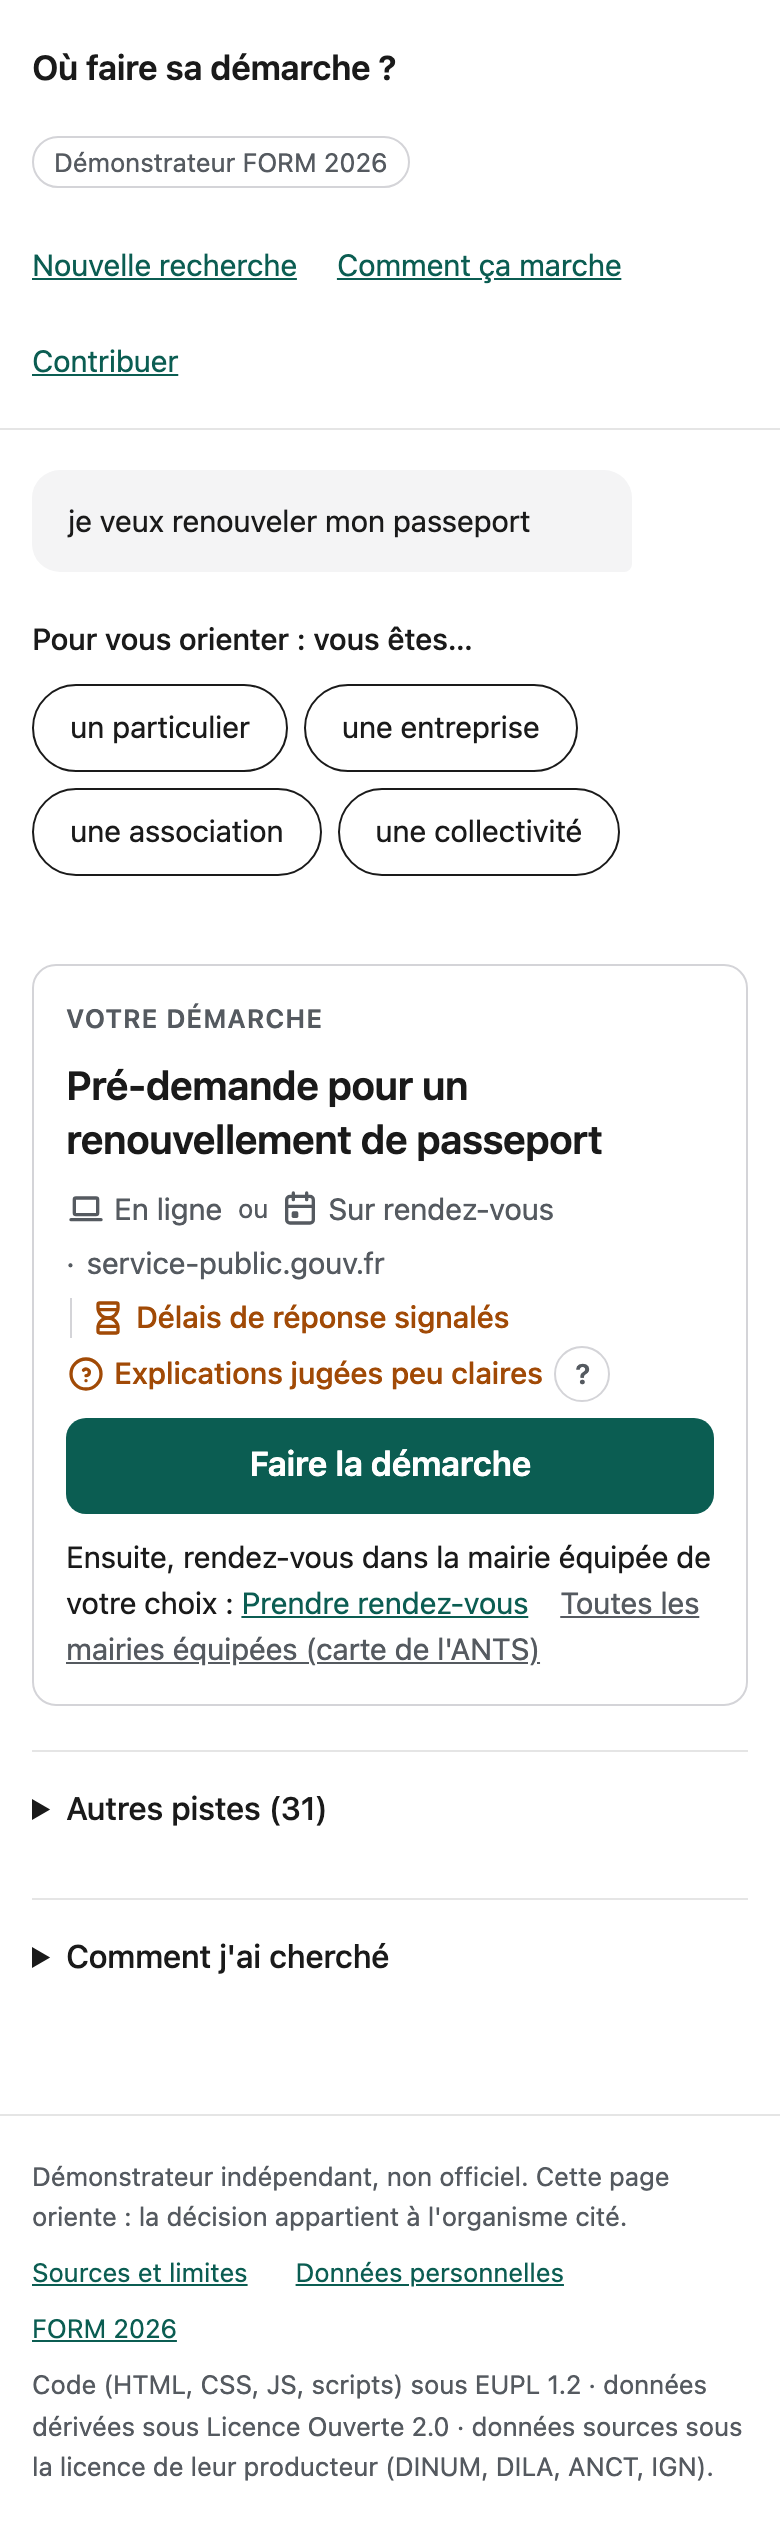 Où faire sa démarche ?
Démonstrateur FORM 2026
Nouvelle recherche Comment ça marche
Contribuer
je veux renouveler mon passeport
Pour vous orienter : vous êtes...
un particulier une entreprise
une association une collectivité
VOTRE DÉMARCHE
Pré-demande pour un
renouvellement de passeport
En ligne ou Sur rendez-vous
· service-public.gouv.fr
Délais de réponse signalés
? Explications jugées peu claires ?
Faire la démarche
Ensuite, rendez-vous dans la mairie équipée de
votre choix : Prendre rendez-vous Toutes les
mairies équipées (carte de l'ANTS)
Autres pistes (31)
Comment j'ai cherché
Démonstrateur indépendant, non officiel. Cette page
oriente : la décision appartient à l'organisme cité.
Sources et limites Données personnelles
FORM 2026
Code (HTML, CSS, JS, scripts) sous EUPL 1.2 · données
dérivées sous Licence Ouverte 2.0 · données sources sous
la licence de leur producteur (DINUM, DILA, ANCT, IGN).